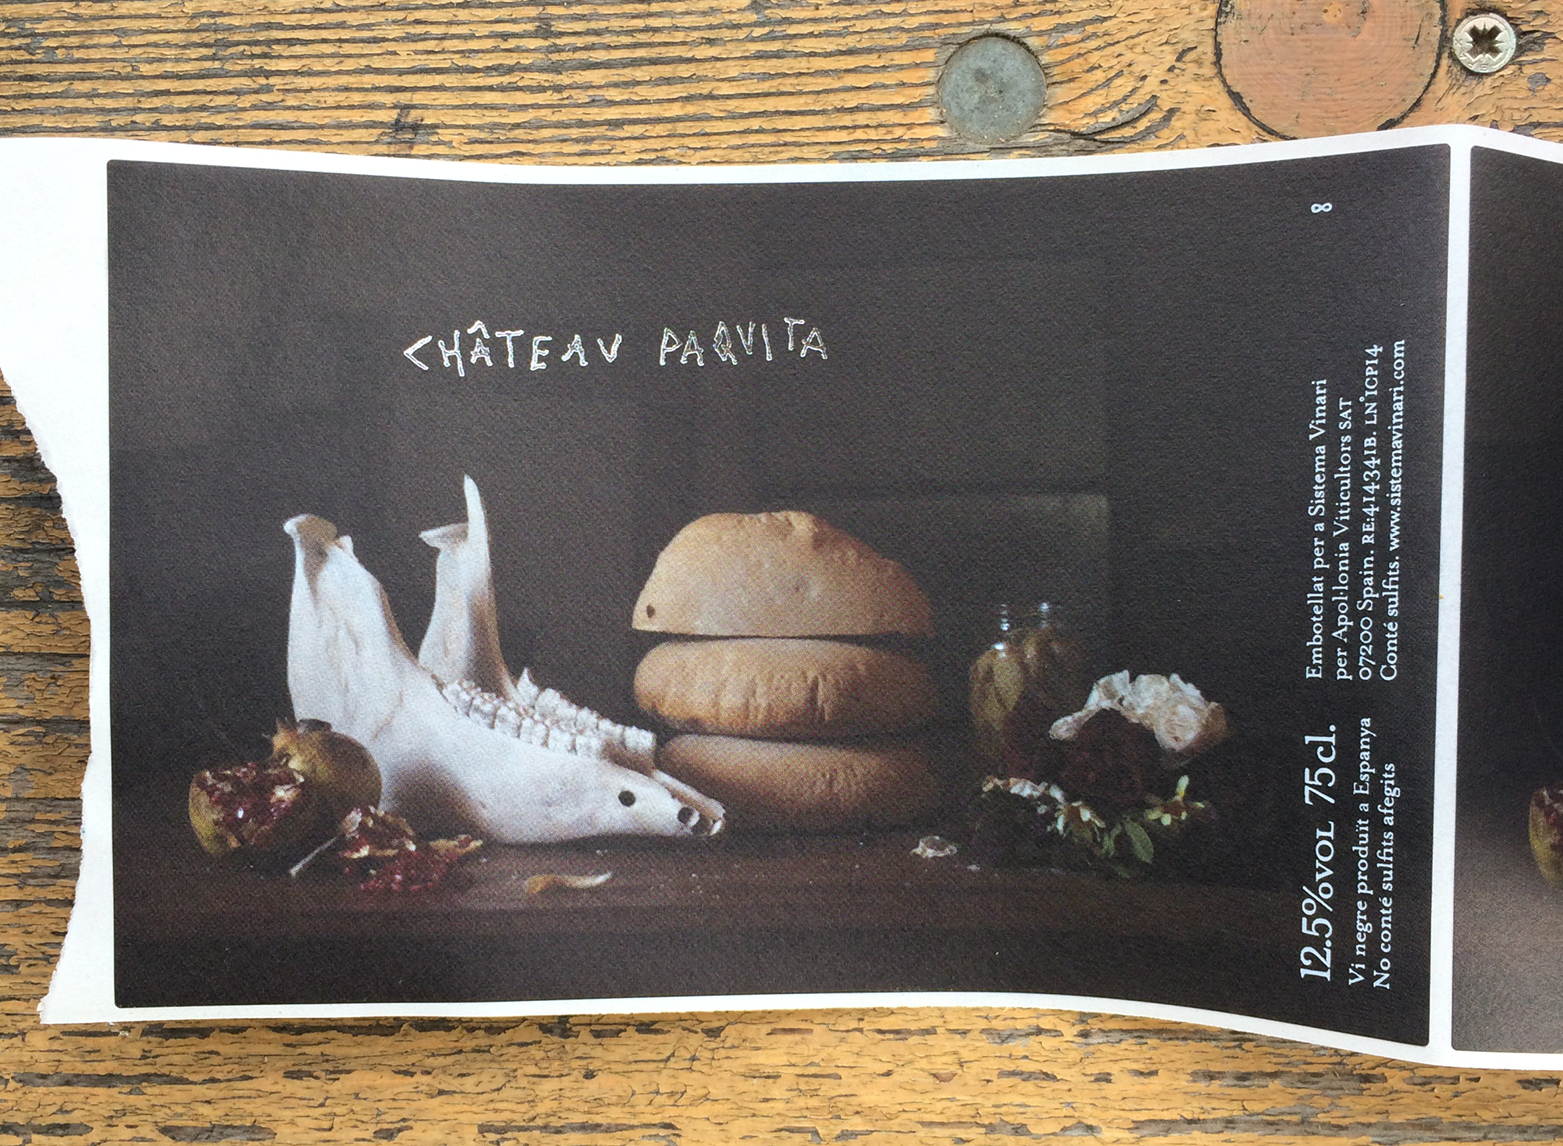 CHÂTEAU PAQUITA
8
Embotellat per a Sistema Vinari
per Apol·lonia Viticultors SAT
07200 Spain. RE:41434IB. LN ICP14
Conté sulfits. www.sistemavinari.com
12.5%VOL 75cl.
Vi negre produït a Espanya
No conté sulfits afegits